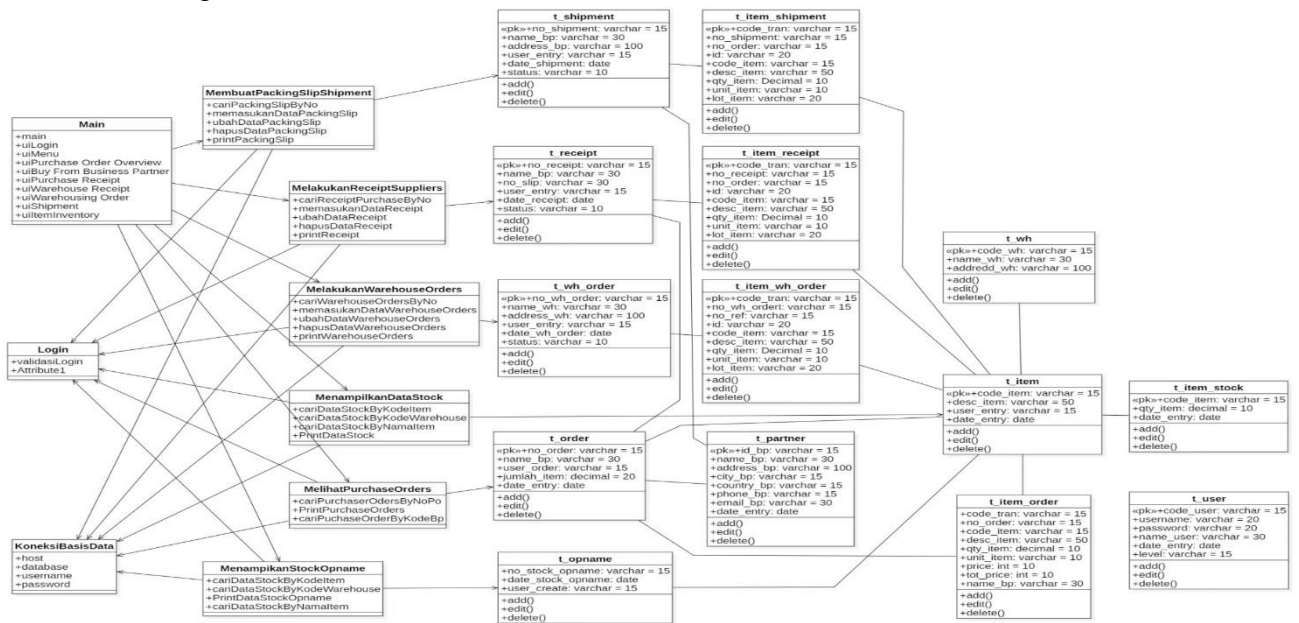 t_shipment
«pk»+no_shipment: varchar = 15
+name_bp: varchar = 30
+address_bp: varchar = 100
+user_entry: varchar = 15
+date_shipment: date
+status: varchar = 10
+add()
+edit()
+delete()
t_item_shipment
«pk»+code_tran: varchar = 15
+no_shipment: varchar = 15
+no_order: varchar = 15
+id: varchar = 20
+code_item: varchar = 15
+desc_item: varchar = 50
+qty_item: Decimal = 10
+unit_item: varchar = 10
+lot_item: varchar = 20
+add()
+edit()
+delete()
MembuatPackingSlipShipment
+cariPackingSlipByNo
+memasukanDataPackingSlip
+ubahDataPackingSlip
+hapusDataPackingSlip
+printPackingSlip
Main
+main
+uiLogin
+uiMenu
+uiPurchase Order Overview
+uiBuy From Business Partner
+uiPurchase Receipt
+uiWarehouse Receipt
+uiWarehousing Order
+uiShipment
+uiItemInventory
t_receipt
«pk»+no_receipt: varchar = 15
+name_bp: varchar = 30
+no_slip: varchar = 30
+user_entry: varchar = 15
+date_receipt: date
+status: varchar = 10
+add()
+edit()
+delete()
t_item_receipt
«pk»+code_tran: varchar = 15
+no_receipt: varchar = 15
+no_order: varchar = 15
+id: varchar = 20
+code_item: varchar = 15
+desc_item: varchar = 50
+qty_item: Decimal = 10
+unit_item: varchar = 10
+lot_item: varchar = 20
+add()
+edit()
+delete()
MelakukanReceiptSuppliers
+cariReceiptPurchaseByNo
+memasukanDataReceipt
+ubahDataReceipt
+hapusDataReceipt
+printReceipt
t_wh
«pk»+code_wh: varchar = 15
+name_wh: varchar = 30
+addredd_wh: varchar = 100
+add()
+edit()
+delete()
MelakukanWarehouseOrders
+cariWarehouseOrdersByNo
+memasukanDataWarehouseOrders
+ubahDataWarehouseOrders
+hapusDataWarehouseOrders
+printWarehouseOrders
t_wh_order
«pk»+no_wh_order: varchar = 15
+name_wh: varchar = 30
+address_wh: varchar = 100
+user_entry: varchar = 15
+date_wh_order: date
+status: varchar = 10
+add()
+edit()
+delete()
t_item_wh_order
«pk»+code_tran: varchar = 15
+no_wh_ordert: varchar = 15
+no_ref: varchar = 15
+id: varchar = 20
+code_item: varchar = 15
+desc_item: varchar = 50
+qty_item: Decimal = 10
+unit_item: varchar = 10
+lot_item: varchar = 20
+add()
+edit()
+delete()
Login
+validasiLogin
+Attribute1
MenampilkanDataStock
+cariDataStockByKodeItem
+cariDataStockByKodeWarehouse
+cariDataStockByNamaItem
+PrintDataStock
t_item
«pk»+code_item: varchar = 15
+desc_item: varchar = 50
+user_entry: varchar = 15
+date_entry: date
+add()
+edit()
+delete()
t_item_stock
«pk»+code_item: varchar = 15
+qty_item: decimal = 10
+date_entry: date
+add()
+edit()
+delete()
t_order
«pk»+no_order: varchar = 15
+name_bp: varchar = 30
+user_order: varchar = 15
+jumlah_item: decimal = 20
+date_entry: date
+add()
+edit()
+delete()
t_partner
«pk»+id_bp: varchar = 15
+name_bp: varchar = 30
+address_bp: varchar = 100
+city_bp: varchar = 15
+country_bp: varchar = 15
+phone_bp: varchar = 15
+email_bp: varchar = 30
+date_entry: date
+add()
+edit()
+delete()
MelihatPurchaseOrders
+cariPurchaserOrdersByNoPo
+PrintPurchaseOrders
+cariPuchaseOrderByKodeBp
t_item_order
+code_tran: varchar = 15
+no_order: varchar = 15
+code_item: varchar = 15
+desc_item: varchar = 50
+qty_item: decimal = 10
+unit_item: varchar = 10
+price: int = 10
+tot_price: int = 10
+name_bp: varchar = 30
+add()
+edit()
+delete()
t_user
«pk»+code_user: varchar = 15
+username: varchar = 20
+password: varchar = 20
+name_user: varchar = 30
+date_entry: date
+level: varchar = 15
+add()
+edit()
+delete()
KoneksiBasisData
+host
+database
+username
+password
MenampikanStockOpname
+cariDataStockByKodeItem
+cariDataStockByKodeWarehouse
+PrintDataStockOpname
+cariDataStockByNamaItem
t_opname
+no_stock_opname: varchar = 15
+date_stock_opname: date
+user_create: varchar = 15
+add()
+edit()
+delete()